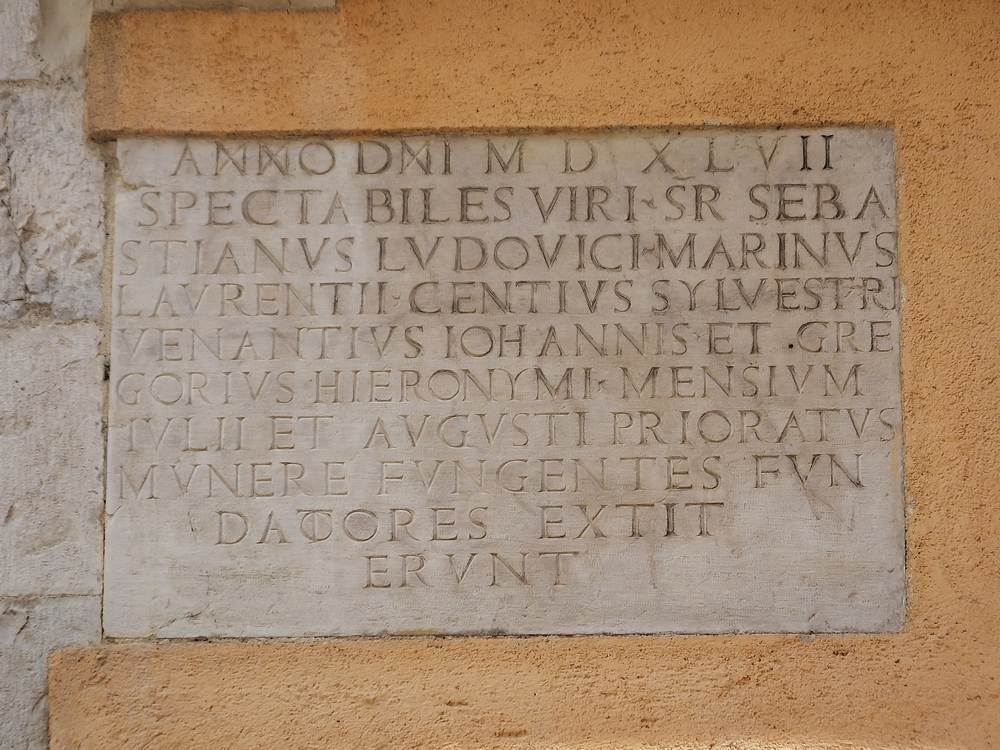 ANNO DNI M D XLVII
SPECTABILES VIRI · SR SEBA
STIANVS LVDOVICI · MARINVS
LAVRENTII · CENTIVS SYLVESTRI
VENANTIVS IOHANNIS · ET · GRE
GORIVS HIERONYMI · MENSIVM
IVLII ET AVGVSTI PRIORATVS
MVNERE FVNGENTES FVN
DATORES EXTIT
ERVNT